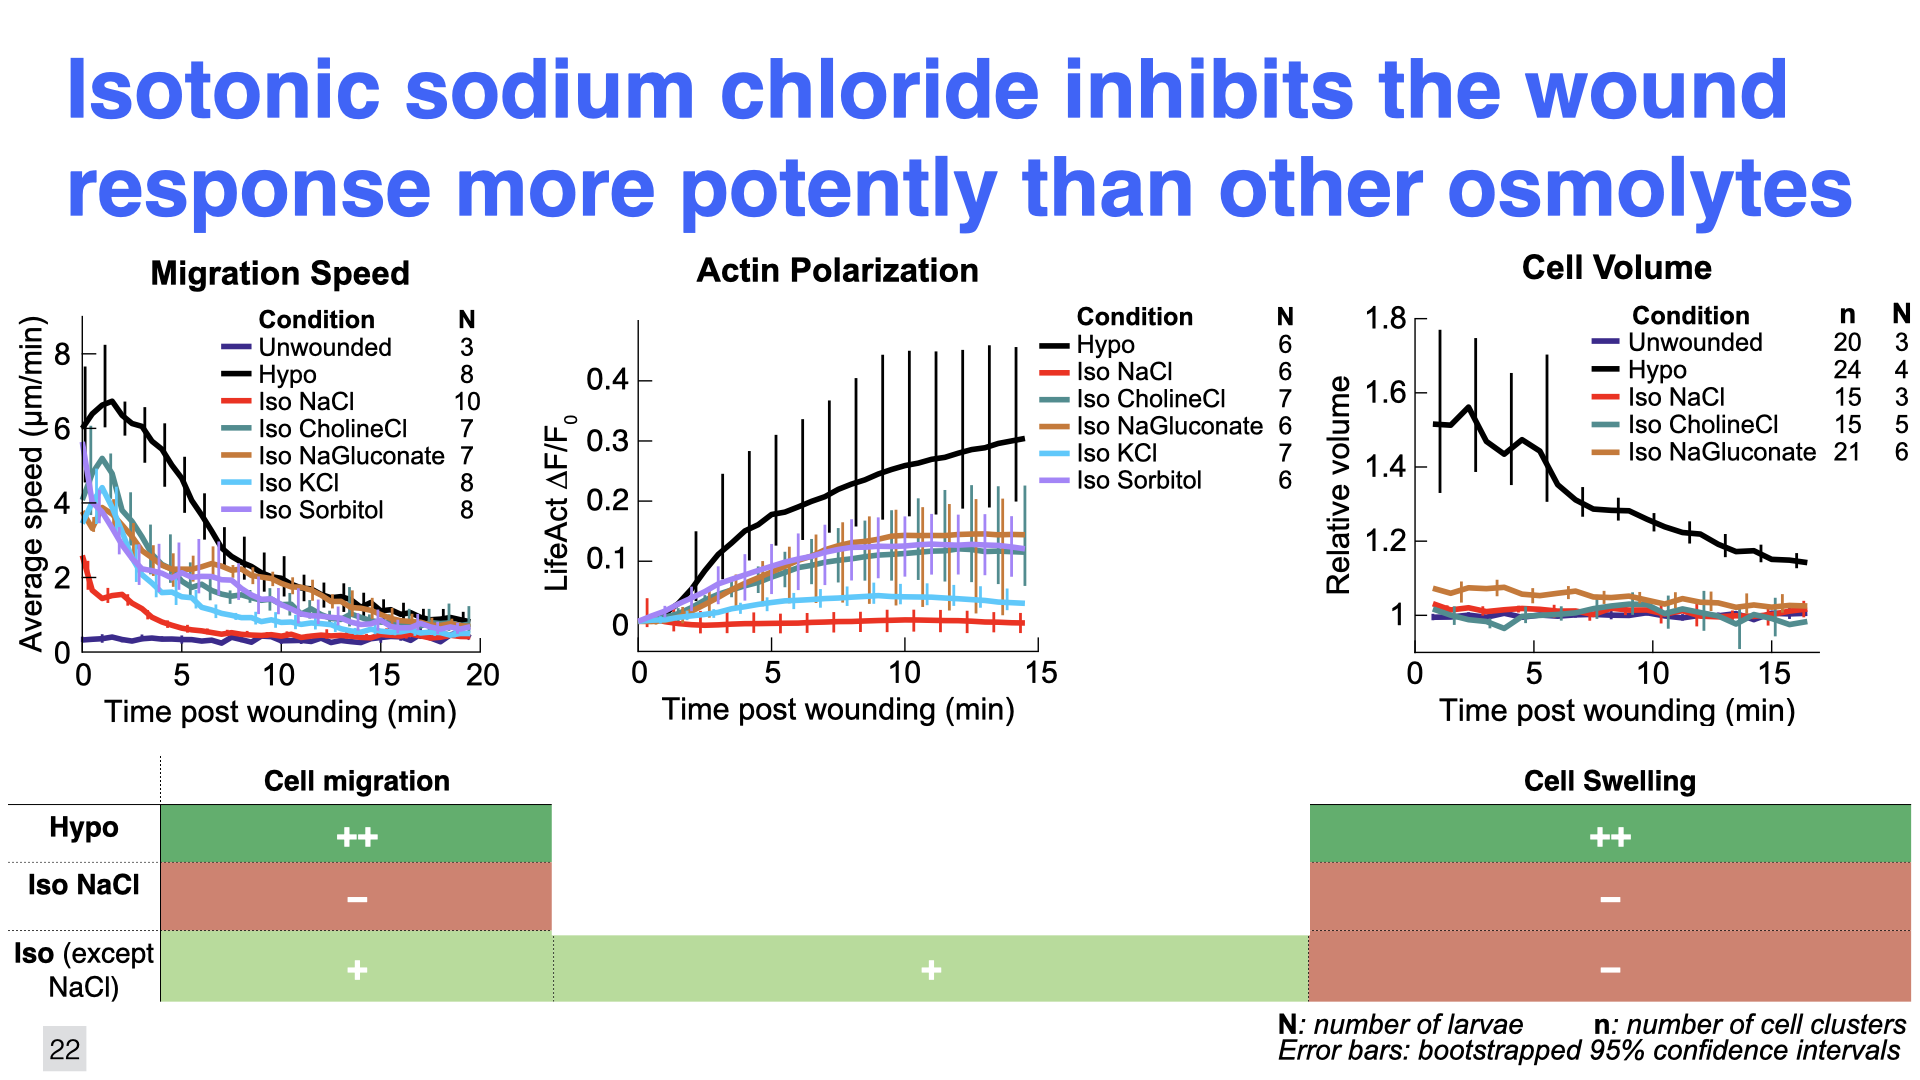 Isotonic sodium chloride inhibits the wound
response more potently than other osmolytes
Migration Speed
Condition N
Unwounded 3
Hypo 8
Iso NaCl 10
Iso CholineCl 7
Iso NaGluconate 7
Iso KCl 8
Iso Sorbitol 8
Average speed (µm/min)
8
6
4
2
0
0 5 10 15 20
Time post wounding (min)
Actin Polarization
Condition N
Hypo 6
Iso NaCl 6
Iso CholineCl 7
Iso NaGluconate 6
Iso KCl 7
Iso Sorbitol 6
LifeAct ΔF/F0
0.4
0.3
0.2
0.1
0
0 5 10 15
Time post wounding (min)
Cell Volume
Condition n N
Unwounded 20 3
Hypo 24 4
Iso NaCl 15 3
Iso CholineCl 15 5
Iso NaGluconate 21 6
Relative volume
1.8
1.6
1.4
1.2
1
0 5 10 15
Time post wounding (min)
Cell migration Cell Swelling
Hypo ++ ++
Iso NaCl – –
Iso (except
NaCl) + + –
N: number of larvae n: number of cell clusters
Error bars: bootstrapped 95% confidence intervals
22